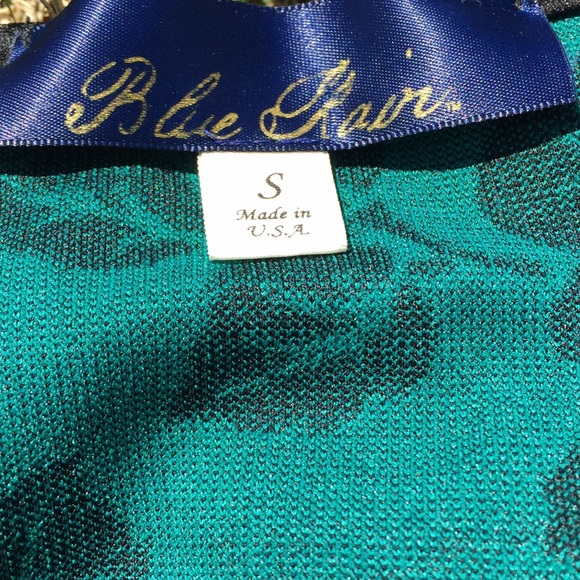 Blue Rain
S
Made in
U.S.A.